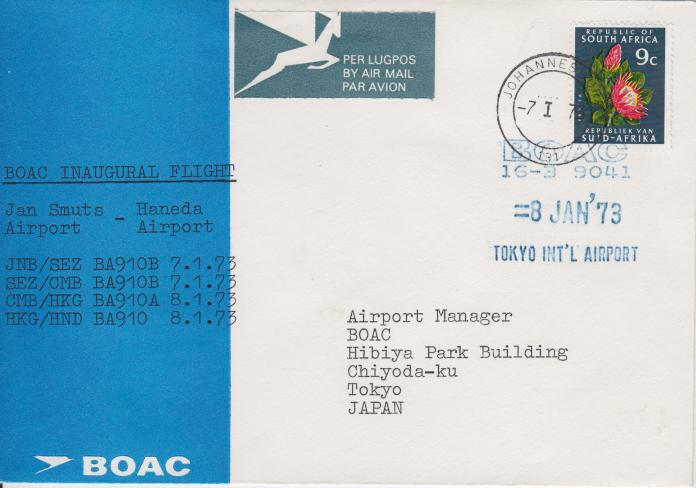 PER LUGPOS
BY AIR MAIL
PAR AVION
REPUBLIC OF
SOUTH AFRICA
9c
REPUBLIEK VAN
SUID-AFRIKA
-7 I 7
BOAC
16-3 9041
=8 JAN'73
TOKYO INT'L AIRPORT
BOAC INAUGURAL FLIGHT
Jan Smuts - Haneda
Airport Airport
JNB/SEZ BA910B 7.1.73
SEZ/CMB BA910B 7.1.73
CMB/HKG BA910A 8.1.73
HKG/HND BA910 8.1.73
Airport Manager
BOAC
Hibiya Park Building
Chiyoda-ku
Tokyo
JAPAN
BOAC